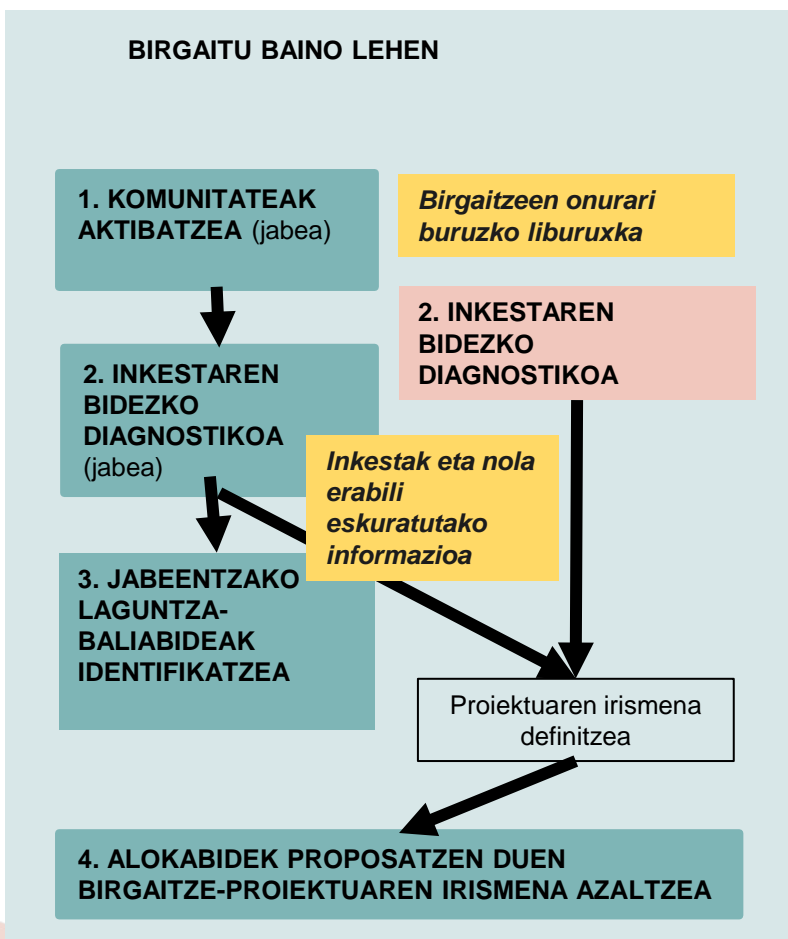 BIRGAITU BAINO LEHEN
1. KOMUNITATEAK
AKTIBATZEA (jabea)
Birgaitzeen onurari
buruzko liburuxka
2. INKESTAREN
BIDEZKO
DIAGNOSTIKOA
2. INKESTAREN
BIDEZKO
DIAGNOSTIKOA
(jabea)
Inkestak eta nola
erabili
eskuratutako
informazioa
3. JABEENTZAKO
LAGUNTZA-
BALIABIDEAK
IDENTIFIKATZEA
Proiektuaren irismena
definitzea
4. ALOKABIDEK PROPOSATZEN DUEN
BIRGAITZE-PROIEKTUAREN IRISMENA AZALTZEA